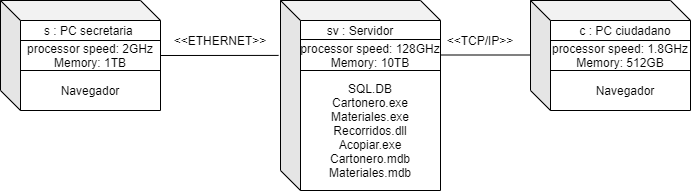 s : PC secretaria
processor speed: 2GHz
Memory: 1TB
Navegador
<<ETHERNET>>
sv : Servidor
processor speed: 128GHz
Memory: 10TB
SQL.DB
Cartonero.exe
Materiales.exe
Recorridos.dll
Acopiar.exe
Cartonero.mdb
Materiales.mdb
<<TCP/IP>>
c : PC ciudadano
processor speed: 1.8GHz
Memory: 512GB
Navegador